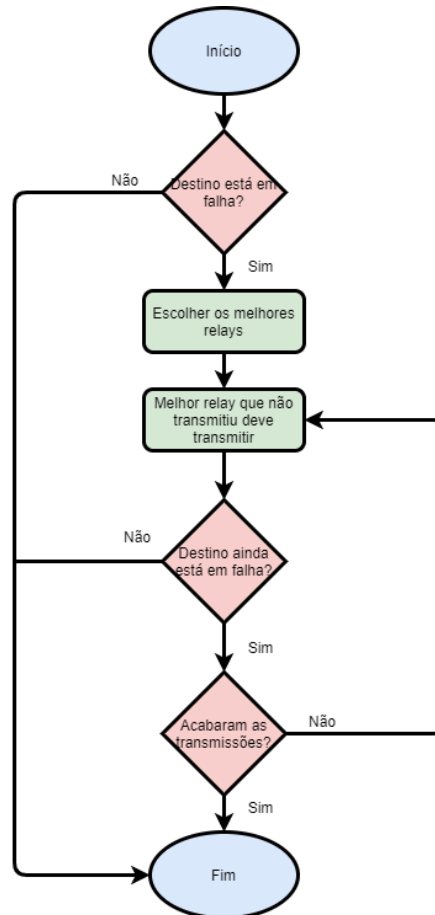 Início
Não
Destino está em
falha?
Sim
Escolher os melhores
relays
Melhor relay que não
transmitiu deve
transmitir
Não
Destino ainda
está em falha?
Sim
Acabaram as
transmissões?
Não
Sim
Fim